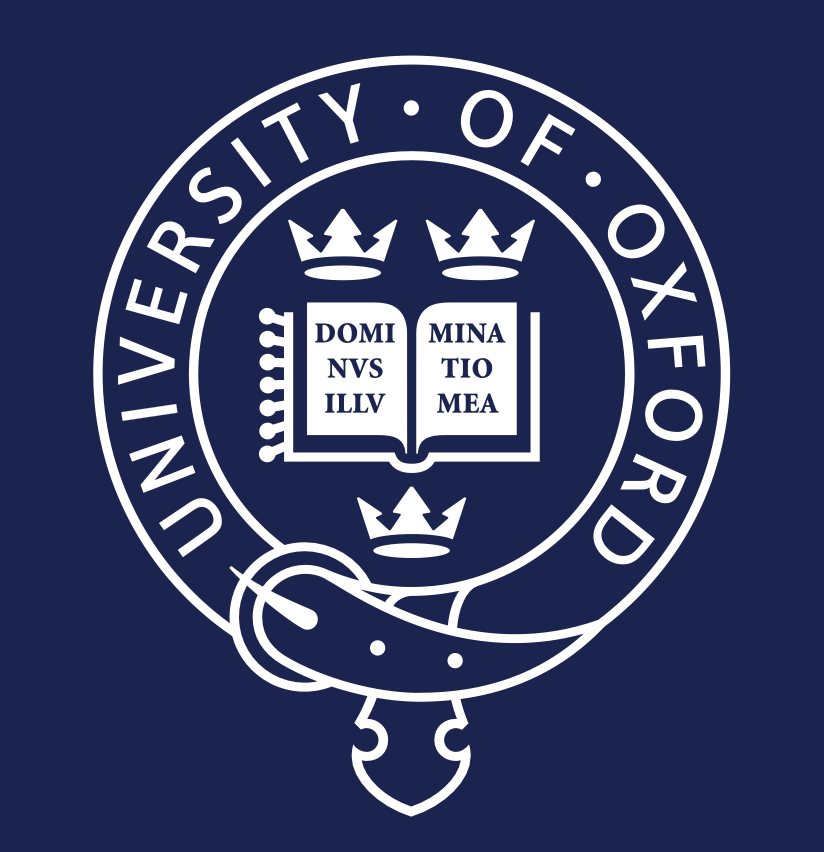 UNIVERSITY · OF · OXFORD
DOMI
NVS
ILLV
MINA
TIO
MEA